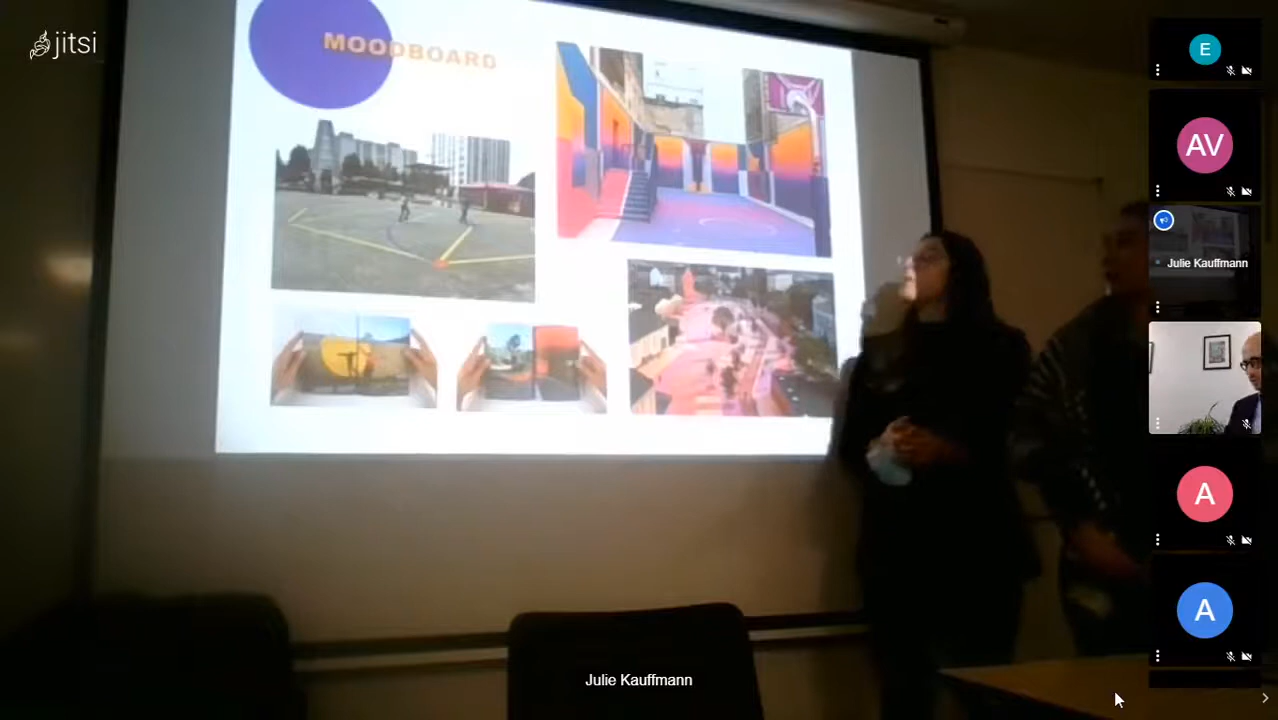 jitsi
MOODBOARD
E
AV
Julie Kauffmann
A
A
Julie Kauffmann